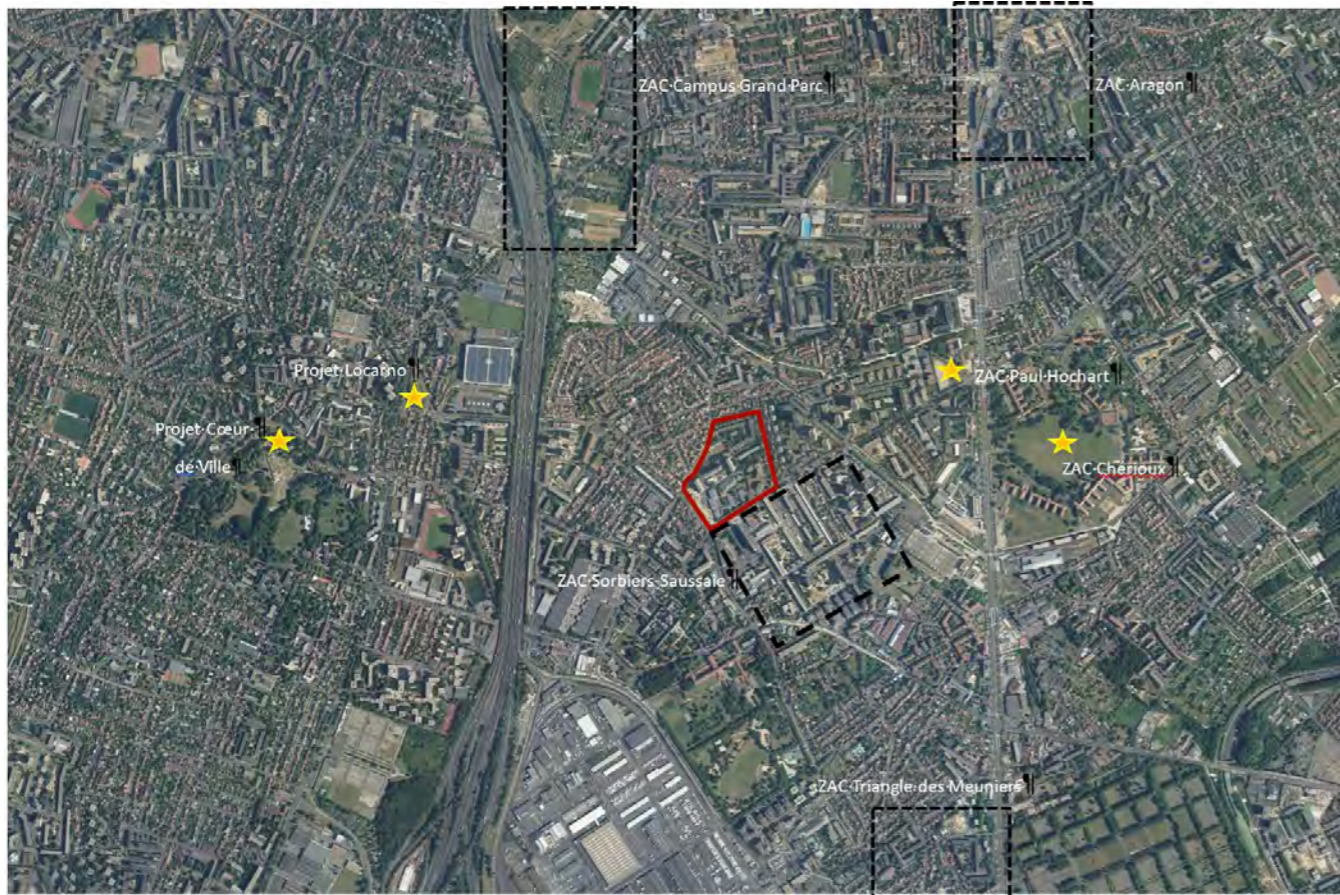 ZAC·Campus·Grand·Parc¶
ZAC·Aragon¶
Projet·Locarno¶
ZAC·Paul·Hochart¶
Projet·Cœur·¶
de·Ville¶
ZAC·Chérioux¶
ZAC·Sorbiers·Saussaie¶
ZAC·Triangle·des·Meuniers¶